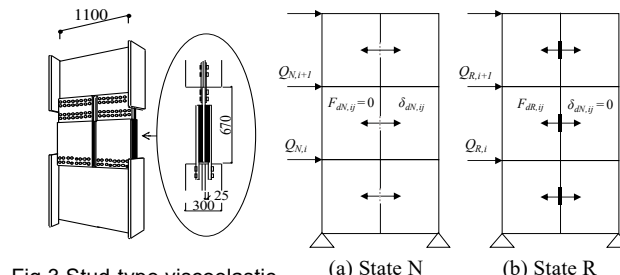 1100
670
25
300
Q_{N,i+1}
F_{dN,ij}=0
δ_{dN,ij}
Q_{N,i}
Q_{R,i+1}
F_{dR,ij}
δ_{dN,ij}=0
Q_{R,i}
Fig 3 Stud-type viscoelastic
(a) State N
(b) State R